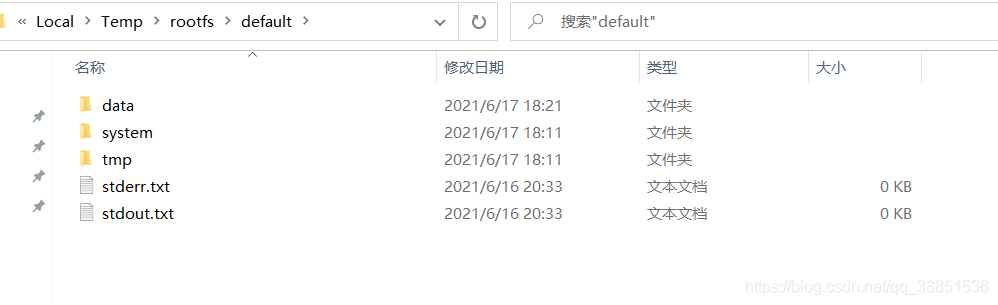 « Local > Temp > rootfs > default >
搜索"default"
名称 修改日期 类型 大小
data 2021/6/17 18:21 文件夹
system 2021/6/17 18:11 文件夹
tmp 2021/6/17 18:11 文件夹
stderr.txt 2021/6/16 20:33 文本文档 0 KB
stdout.txt 2021/6/16 20:33 文本文档 0 KB
https://blog.csdn.net/qq_38851536